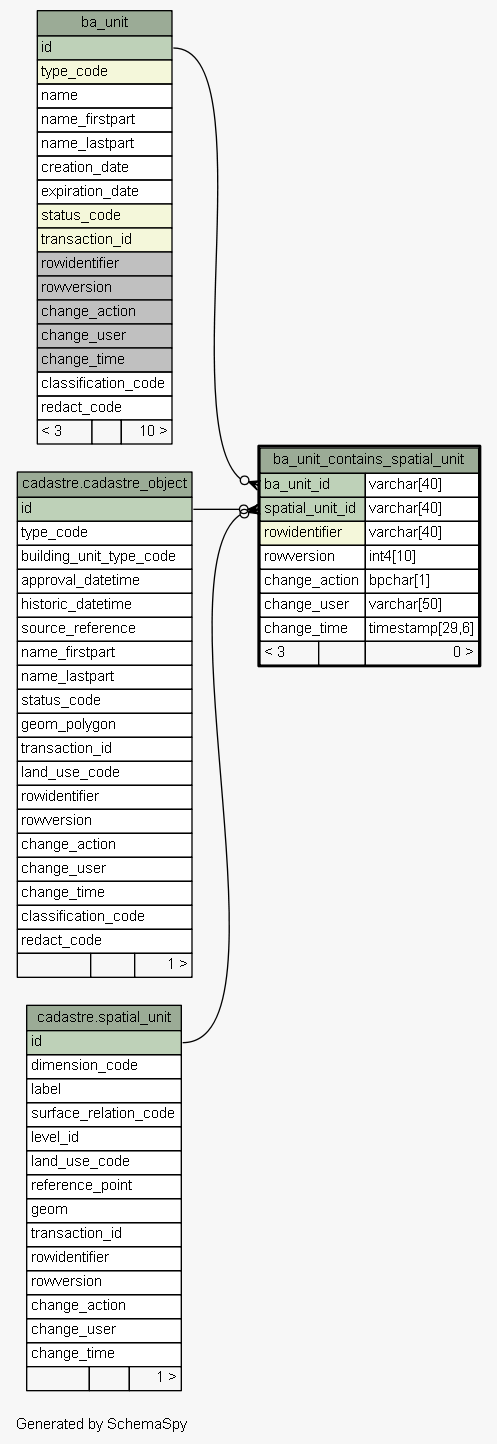 ba_unit
id
type_code
name
name_firstpart
name_lastpart
creation_date
expiration_date
status_code
transaction_id
rowidentifier
rowversion
change_action
change_user
change_time
classification_code
redact_code
< 3 10 >
ba_unit_contains_spatial_unit
ba_unit_id varchar[40]
spatial_unit_id varchar[40]
rowidentifier varchar[40]
rowversion int4[10]
change_action bpchar[1]
change_user varchar[50]
change_time timestamp[29,6]
< 3 0 >
cadastre.cadastre_object
id
type_code
building_unit_type_code
approval_datetime
historic_datetime
source_reference
name_firstpart
name_lastpart
status_code
geom_polygon
transaction_id
land_use_code
rowidentifier
rowversion
change_action
change_user
change_time
classification_code
redact_code
1 >
cadastre.spatial_unit
id
dimension_code
label
surface_relation_code
level_id
land_use_code
reference_point
geom
transaction_id
rowidentifier
rowversion
change_action
change_user
change_time
1 >
Generated by SchemaSpy